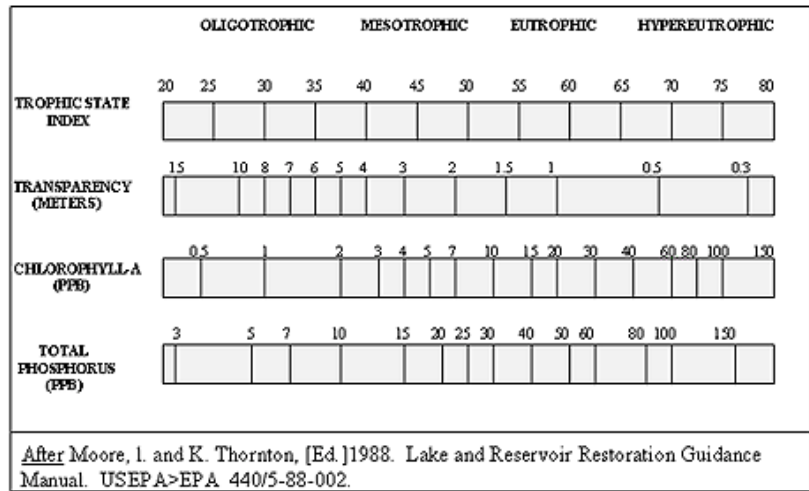 OLIGOTROPHIC MESOTROPHIC EUTROPHIC HYPEREUTROPHIC
20 25 30 35 40 45 50 55 60 65 70 75 80
TROPHIC STATE
INDEX
15 10 8 7 6 5 4 3 2 1.5 1 0.5 0.3
TRANSPARENCY
(METERS)
0.5 1 2 3 4 5 7 10 15 20 30 40 60 80 100 150
CHLOROPHYLL-A
(PPB)
3 5 7 10 15 20 25 30 40 50 60 80 100 150
TOTAL
PHOSPHORUS
(PPB)
After Moore, l. and K. Thornton, [Ed.]1988. Lake and Reservoir Restoration Guidance
Manual. USEPA>EPA 440/5-88-002.